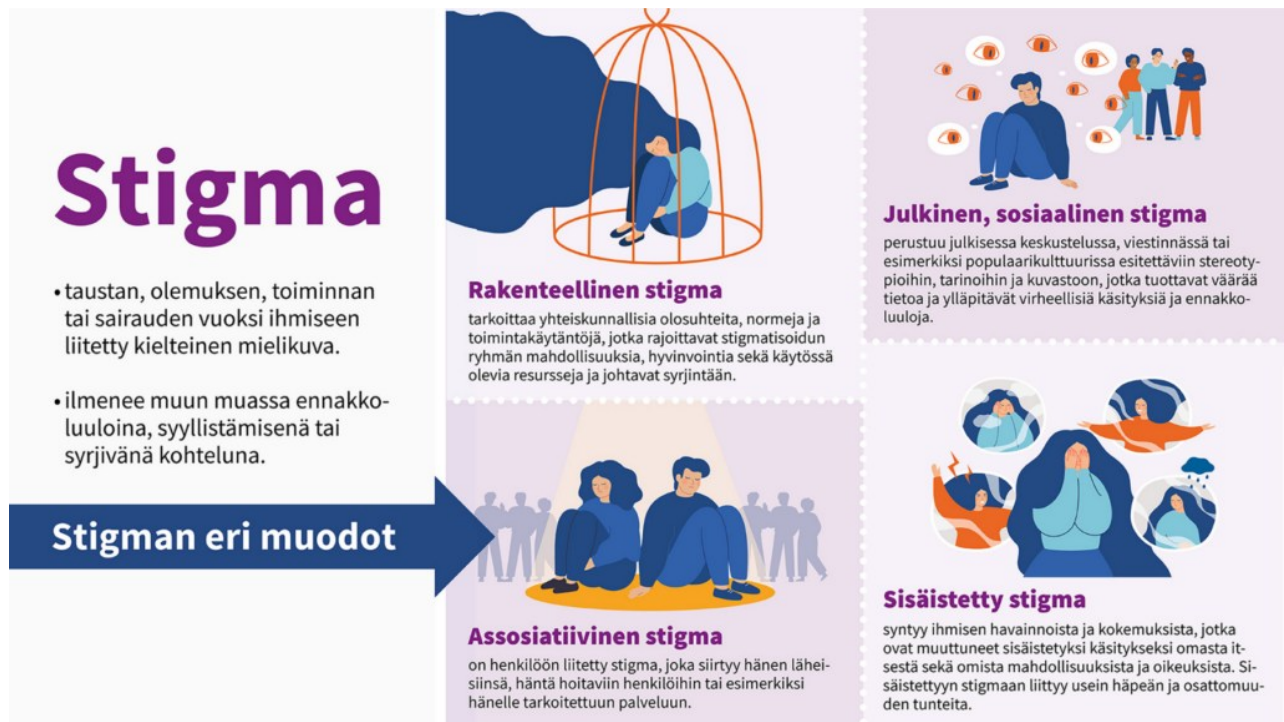 Stigma
•taustan, olemuksen, toiminnan
tai sairauden vuoksi ihmiseen
liitetty kielteinen mielikuva.
•ilmenee muun muassa ennakko-
luuloina, syyllistämisenä tai
syrjivänä kohteluna.
Stigman eri muodot
Rakenteellinen stigma
tarkoittaa yhteiskunnallisia olosuhteita, normeja ja
toimintakäytäntöjä, jotka rajoittavat stigmatisoidun
ryhmän mahdollisuuksia, hyvinvointia sekä käytössä
olevia resursseja ja johtavat syrjintään.
Julkinen, sosiaalinen stigma
perustuu julkisessa keskustelussa, viestinnässä tai
esimerkiksi populaarikulttuurissa esitettäviin stereoty-
pioihin, tarinoihin ja kuvastoon, jotka tuottavat väärää
tietoa ja ylläpitävät virheellisiä käsityksiä ja ennakko-
luuloja.
Assosiatiivinen stigma
on henkilöön liitetty stigma, joka siirtyy hänen lähei-
siinsä, häntä hoitaviin henkilöihin tai esimerkiksi
hänelle tarkoitettuun palveluun.
Sisäistetty stigma
syntyy ihmisen havainnoista ja kokemuksista, jotka
ovat muuttuneet sisäistetyksi käsitykseksi omasta it-
sestä sekä omista mahdollisuuksista ja oikeuksista. Si-
säistettyyn stigmaan liittyy usein häpeän ja osattomuu-
den tunteita.